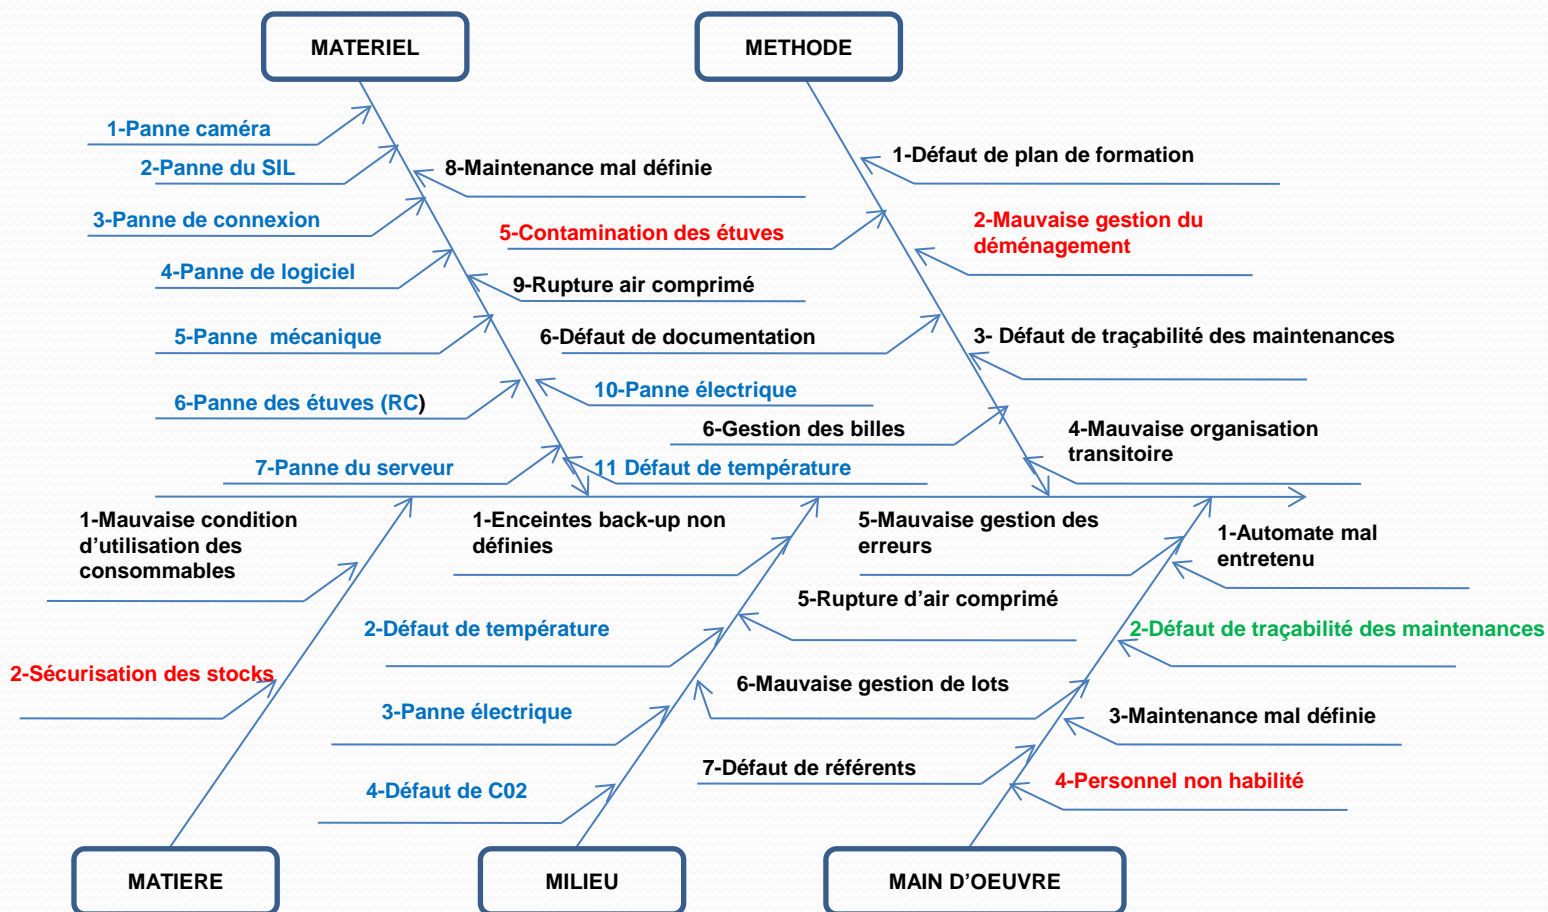 MATERIEL
METHODE
1-Panne caméra
2-Panne du SIL
8-Maintenance mal définie
1-Défaut de plan de formation
3-Panne de connexion
5-Contamination des étuves
2-Mauvaise gestion du
déménagement
4-Panne de logiciel
9-Rupture air comprimé
5-Panne  mécanique
6-Défaut de documentation
3- Défaut de traçabilité des maintenances
6-Panne des étuves (RC)
10-Panne électrique
6-Gestion des billes
4-Mauvaise organisation
transitoire
7-Panne du serveur
11 Défaut de température
1-Mauvaise condition
d’utilisation des
consommables
1-Enceintes back-up non
définies
5-Mauvaise gestion des
erreurs
1-Automate mal
entretenu
5-Rupture d’air comprimé
2-Défaut de température
2-Défaut de traçabilité des maintenances
2-Sécurisation des stocks
6-Mauvaise gestion de lots
3-Panne électrique
3-Maintenance mal définie
7-Défaut de référents
4-Défaut de C02
4-Personnel non habilité
MATIERE
MILIEU
MAIN D’OEUVRE